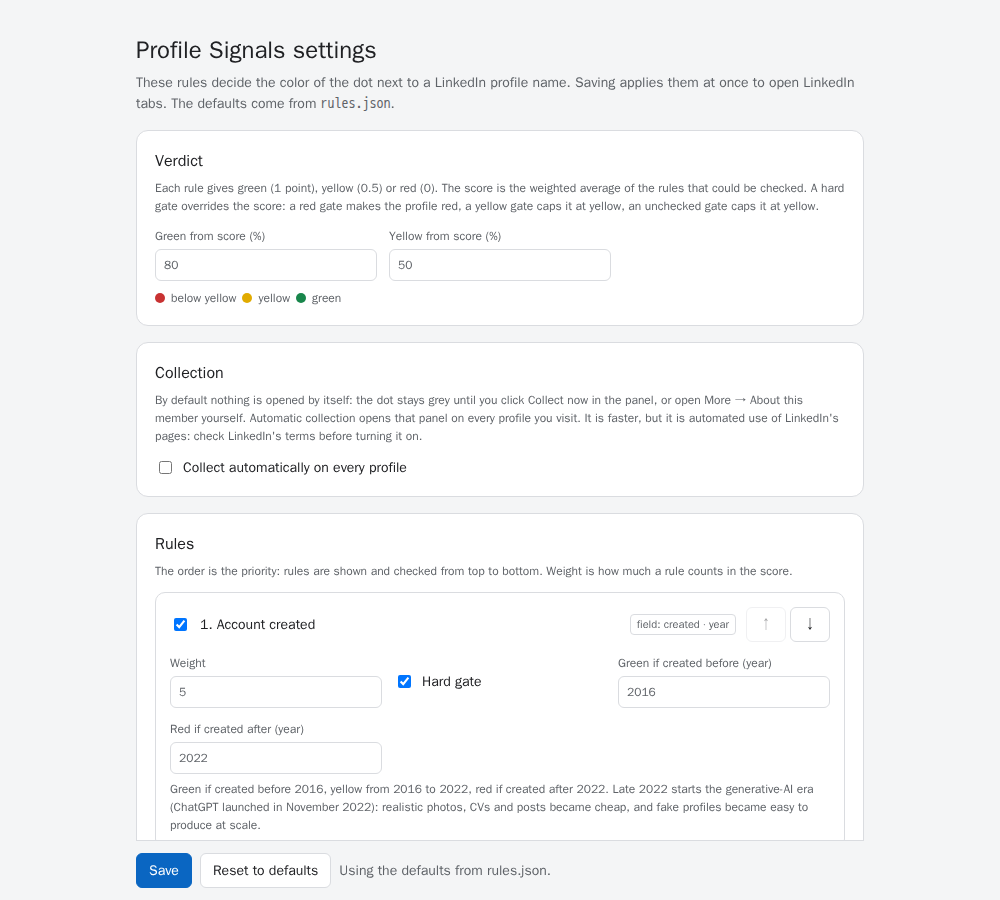 Profile Signals settings
These rules decide the color of the dot next to a LinkedIn profile name. Saving applies them at once to open LinkedIn
tabs. The defaults come from rules.json.
Verdict
Each rule gives green (1 point), yellow (0.5) or red (0). The score is the weighted average of the rules that could be checked. A hard
gate overrides the score: a red gate makes the profile red, a yellow gate caps it at yellow, an unchecked gate caps it at yellow.
Green from score (%) Yellow from score (%)
80 50
below yellow yellow green
Collection
By default nothing is opened by itself: the dot stays grey until you click Collect now in the panel, or open More → About this
member yourself. Automatic collection opens that panel on every profile you visit. It is faster, but it is automated use of LinkedIn's
pages: check LinkedIn's terms before turning it on.
Collect automatically on every profile
Rules
The order is the priority: rules are shown and checked from top to bottom. Weight is how much a rule counts in the score.
1. Account created field: created · year ↑ ↓
Weight Hard gate Green if created before (year)
5 2016
Red if created after (year)
2022
Green if created before 2016, yellow from 2016 to 2022, red if created after 2022. Late 2022 starts the generative-AI era
(ChatGPT launched in November 2022): realistic photos, CVs and posts became cheap, and fake profiles became easy to
produce at scale.
Save Reset to defaults Using the defaults from rules.json.